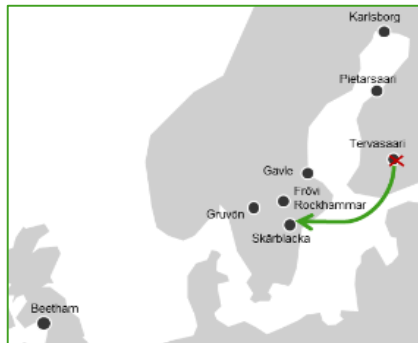 Karlsborg
Pietarsaari
Tervasaari
Gavle
Frövi
Rockhammar
Gruvön
Skärblacka
Beetham